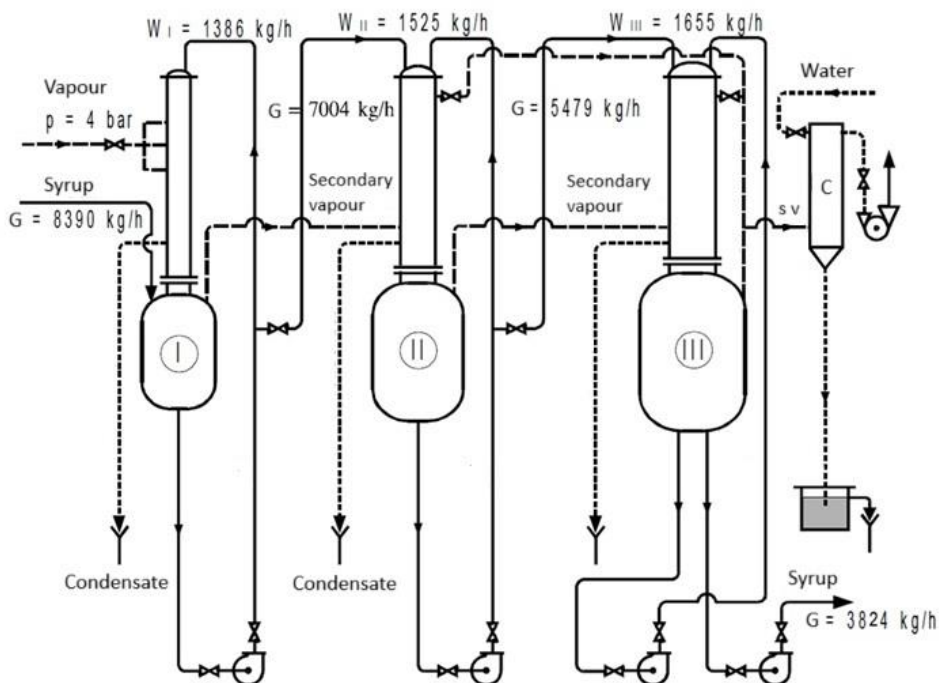 W I = 1386 kg/h
W II = 1525 kg/h
W III = 1655 kg/h
Vapour
p = 4 bar
Syrup
G = 8390 kg/h
G = 7004 kg/h
G = 5479 kg/h
Water
Secondary
vapour
Secondary
vapour
C
s v
I
II
III
Condensate
Condensate
Syrup
G = 3824 kg/h